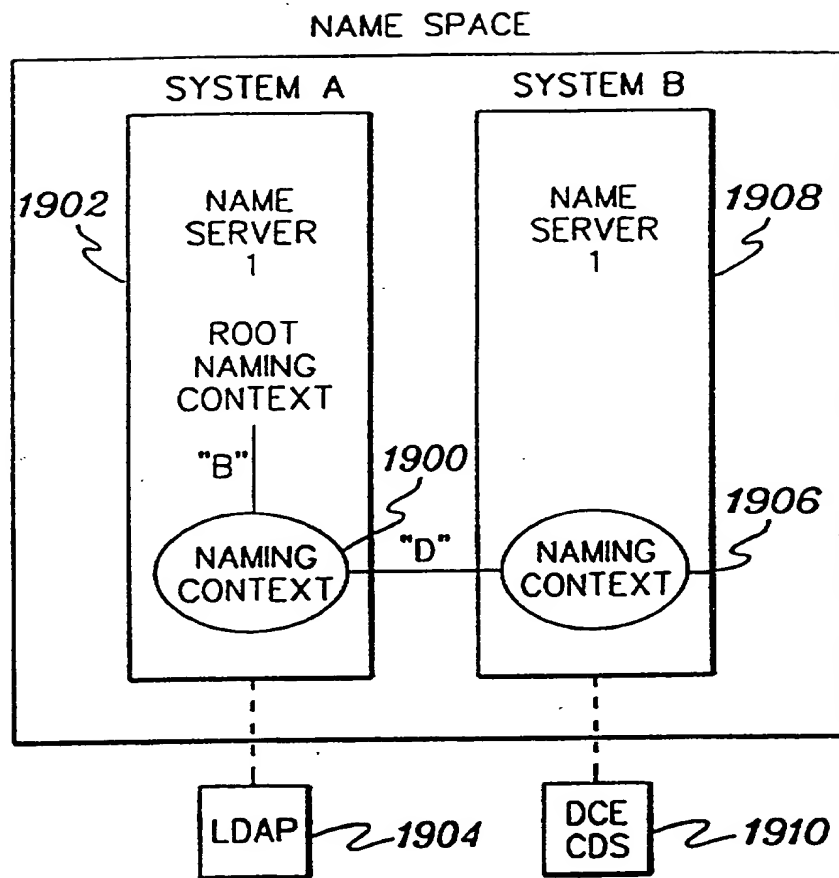 NAME SPACE
SYSTEM A
SYSTEM B
1902
NAME
SERVER
1
NAME
SERVER
1
1908
ROOT
NAMING
CONTEXT
"B"
1900
"D"
1906
NAMING
CONTEXT
NAMING
CONTEXT
LDAP
1904
DCE
CDS
1910